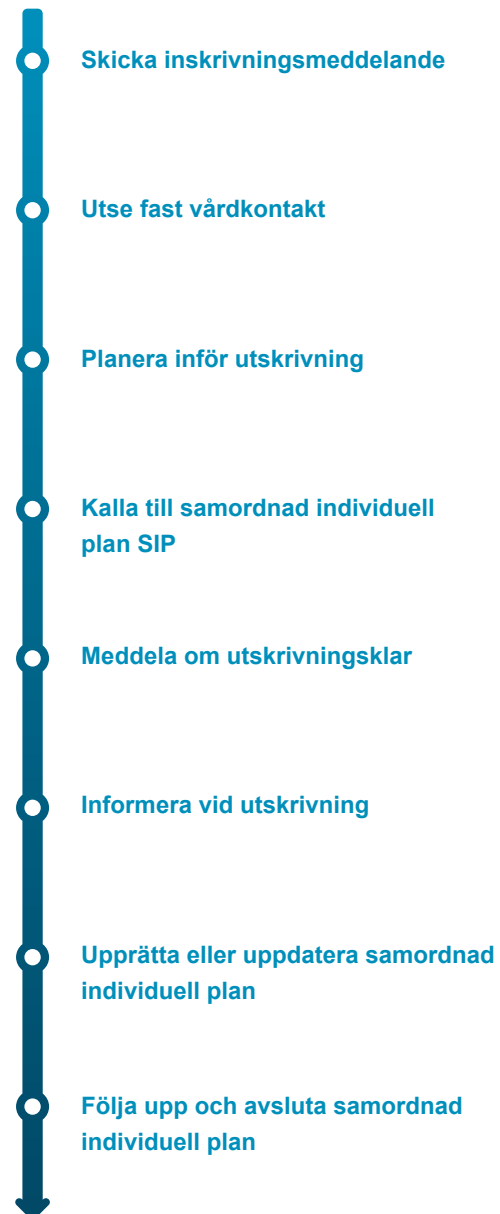 Skicka inskrivningsmeddelande
Utse fast vårdkontakt
Planera inför utskrivning
Kalla till samordnad individuell
plan SIP
Meddela om utskrivningsklar
Informera vid utskrivning
Upprätta eller uppdatera samordnad
individuell plan
Följa upp och avsluta samordnad
individuell plan